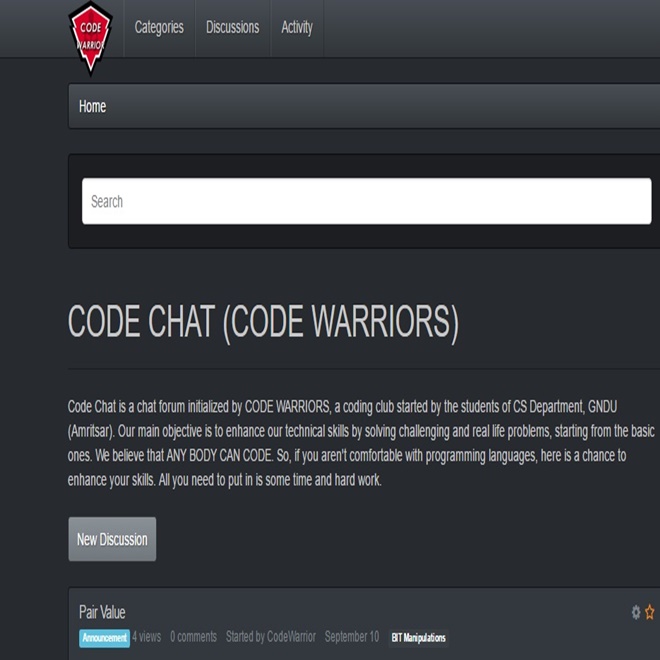 CODE
WARRIOR
Categories Discussions Activity
Home
Search
CODE CHAT (CODE WARRIORS)
Code Chat is a chat forum initialized by CODE WARRIORS, a coding club started by the students of CS Department, GNDU
(Amritsar). Our main objective is to enhance our technical skills by solving challenging and real life problems, starting from the basic
ones. We believe that ANY BODY CAN CODE. So, if you aren't comfortable with programming languages, here is a chance to
enhance your skills. All you need to put in is some time and hard work.
New Discussion
Pair Value
Announcement 4 views 0 comments Started by CodeWarrior September 10 BIT Manipulations